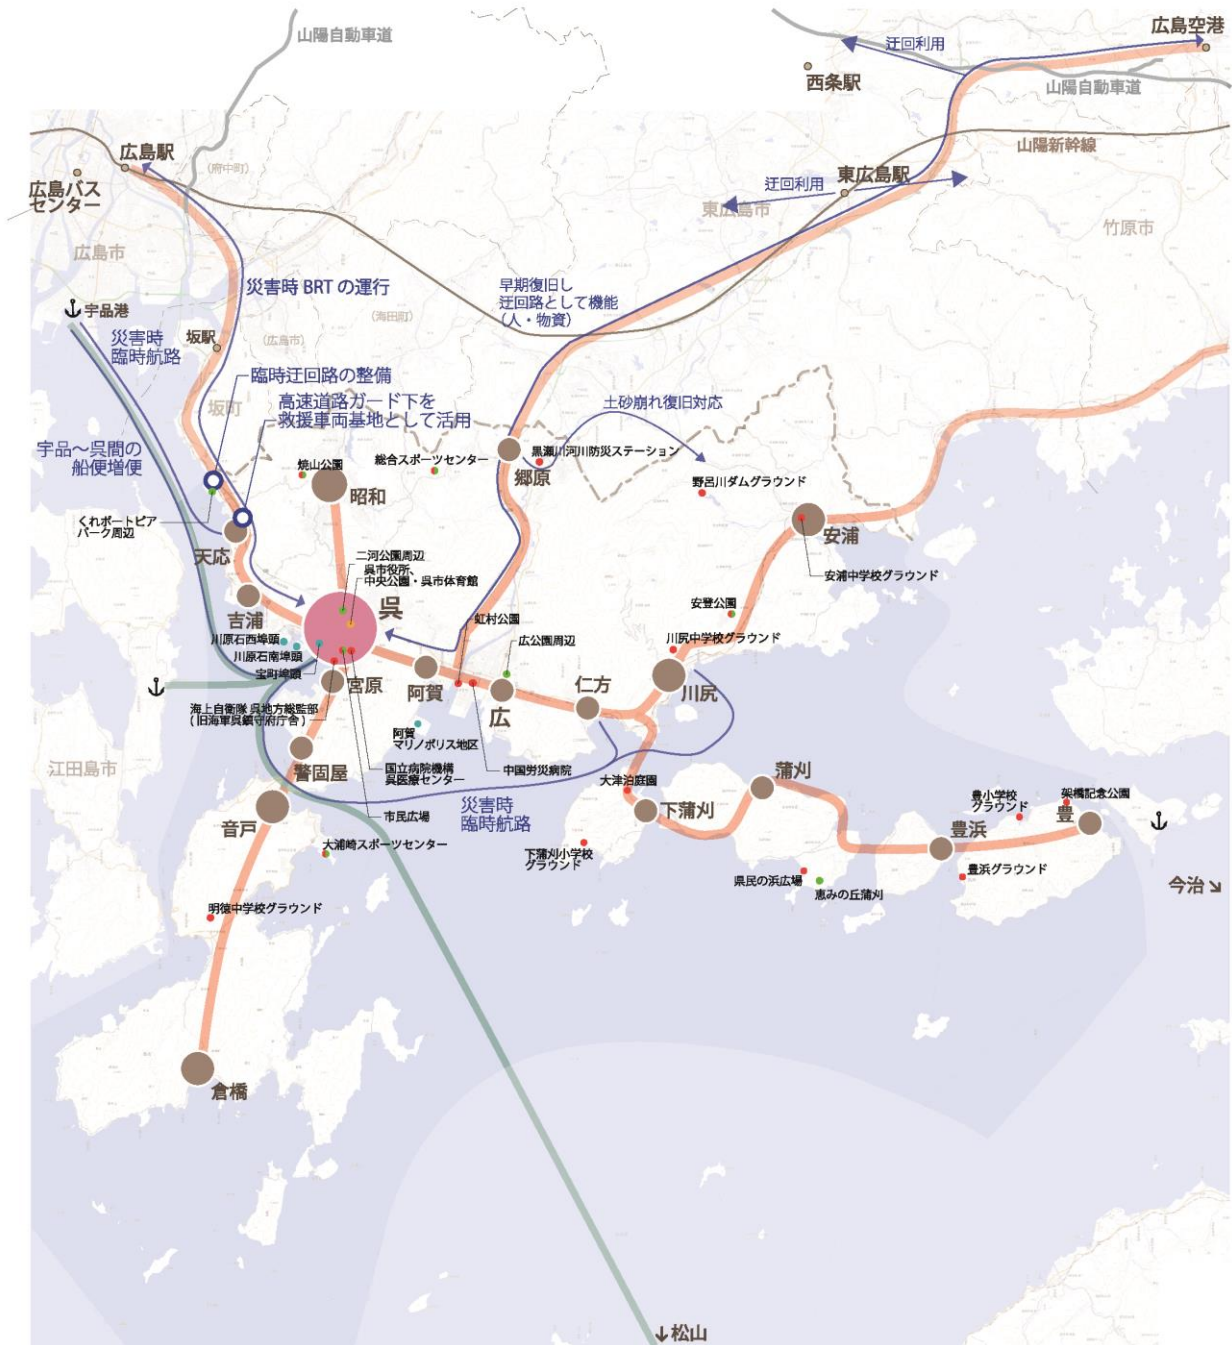 山陽自動車道
広島空港
迂回利用
西条駅
山陽自動車道
広島駅
(府中町)
山陽新幹線
広島バス
センター
東広島駅
迂回利用
東広島市
竹原市
広島市
災害時 BRT の運行
早期復旧し
迂回路として機能
(人・物資)
宇品港
(海田町)
災害時
臨時航路
坂駅
(広島市)
臨時迂回路の整備
坂町
高速道路ガード下を
救援車両基地として活用
土砂崩れ復旧対応
宇品～呉間の
船便増便
焼山公園
総合スポーツセンター
黒瀬川河川防災ステーション
郷原
昭和
野呂川ダムグラウンド
くれポートピア
パーク周辺
天応
安浦
二河公園周辺
呉市役所、
中央公園・呉市体育館
安浦中学校グラウンド
吉浦
呉
虹村公園
安登公園
川原石西埠頭
川原石南埠頭
宝町埠頭
広公園周辺
川尻中学校グラウンド
宮原
阿賀
広
仁方
川尻
海上自衛隊 呉地方総監部
(旧海軍呉鎮守府庁舎)
阿賀
マリノポリス地区
警固屋
国立病院機構
呉医療センター
中国労災病院
江田島市
大津泊庭園
蒲刈
豊小学校
グラウンド
架橋記念公園
音戸
市民広場
災害時
臨時航路
下蒲刈
豊浜
豊
大浦崎スポーツセンター
下蒲刈小学校
グラウンド
県民の浜広場
恵みの丘蒲刈
豊浜グラウンド
今治↘
明徳中学校グラウンド
倉橋
↓松山